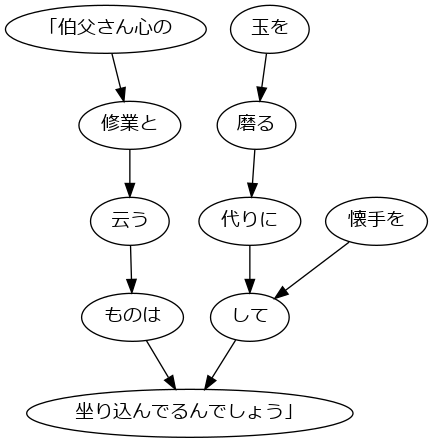 「伯父さん心の
玉を
修業と
磨る
云う
代りに
懐手を
ものは
して
坐り込んでるんでしょう」